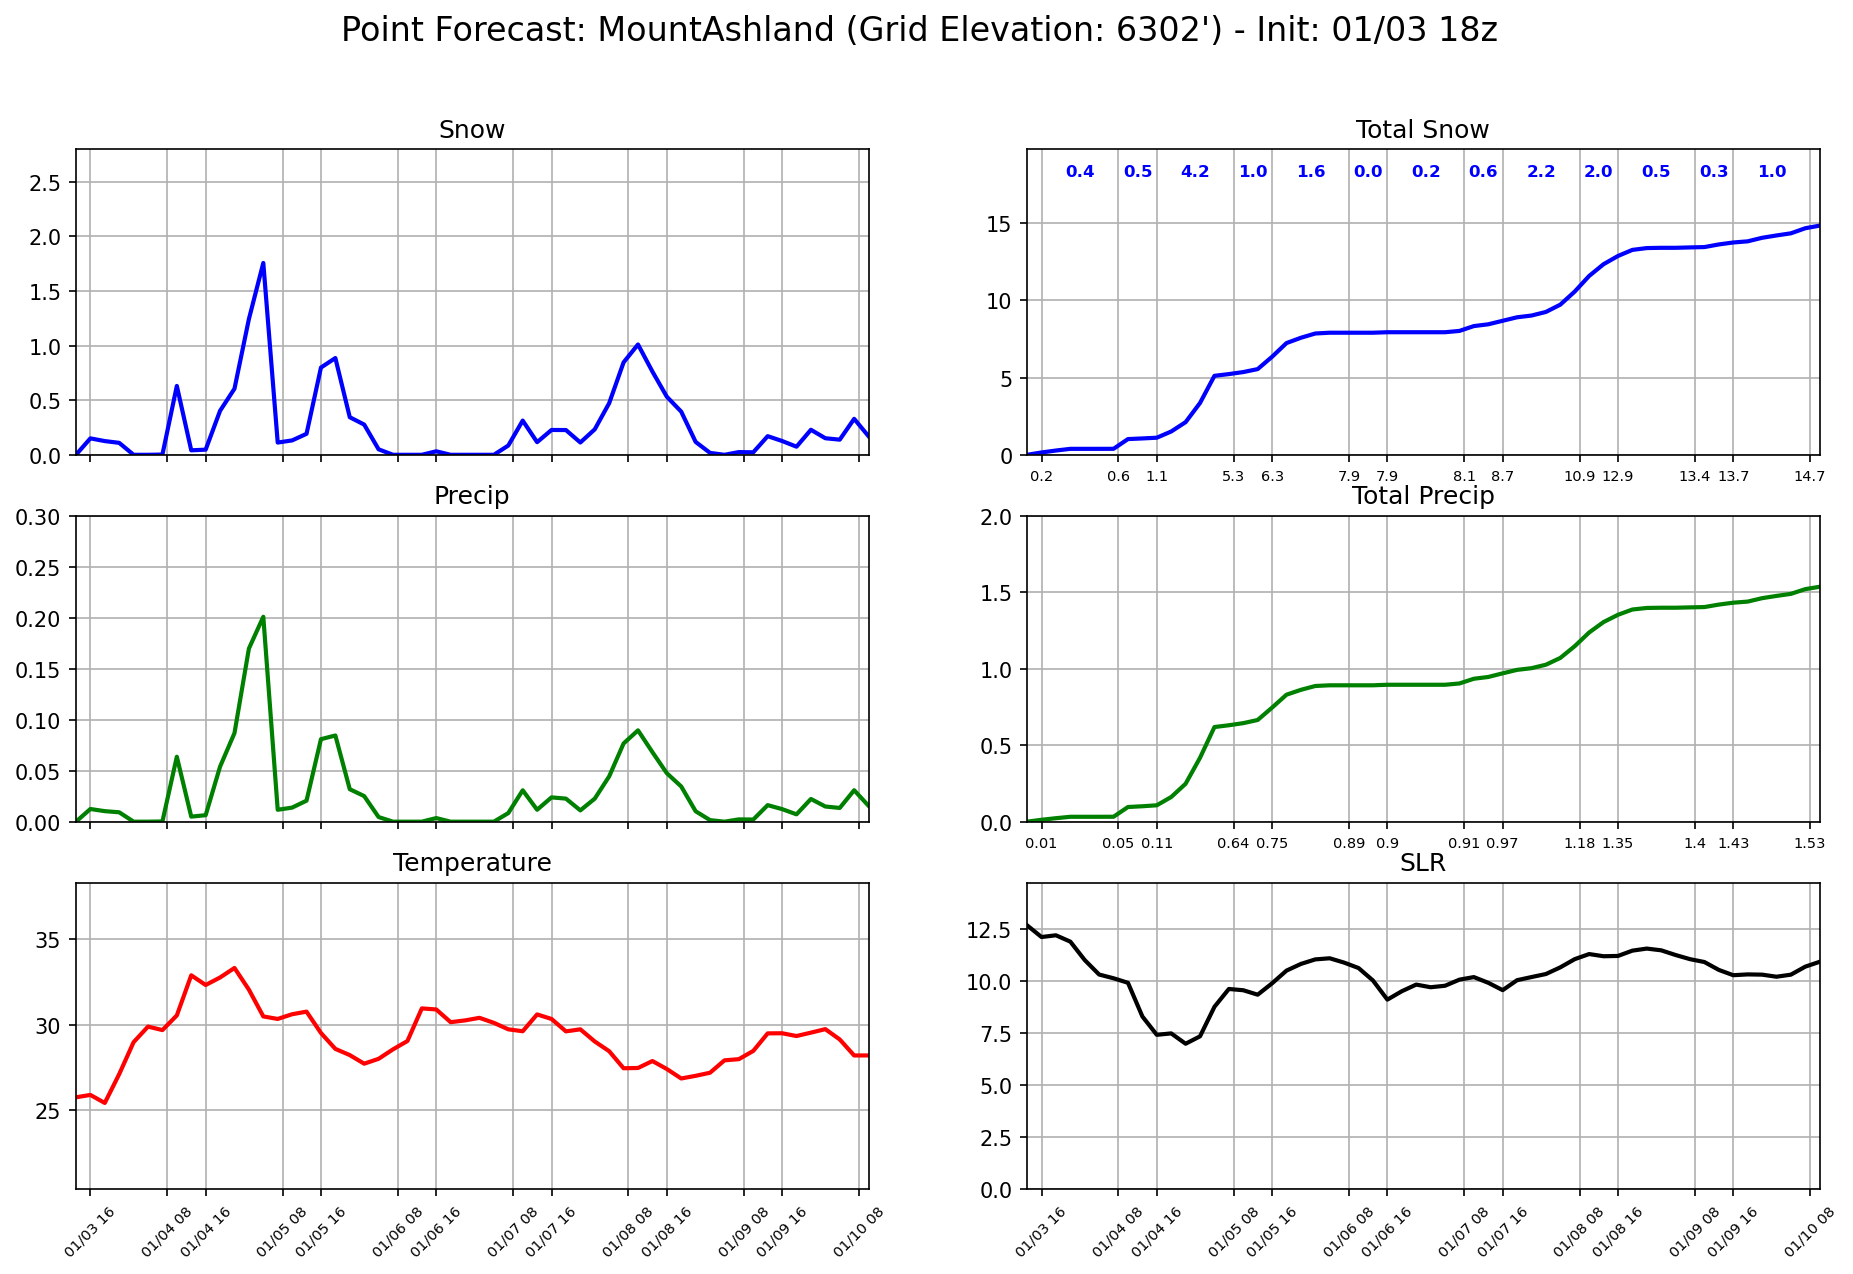 Point Forecast: MountAshland (Grid Elevation: 6302') - Init: 01/03 18z
Snow
2.5
2.0
1.5
1.0
0.5
0.0
Total Snow
0.4 0.5 4.2 1.0 1.6 0.0 0.2 0.6 2.2 2.0 0.5 0.3 1.0
15
10
5
0
0.2 0.6 1.1 5.3 6.3 7.9 7.9 8.1 8.7 10.9 12.9 13.4 13.7 14.7
Precip
0.30
0.25
0.20
0.15
0.10
0.05
0.00
Total Precip
2.0
1.5
1.0
0.5
0.0
0.01 0.05 0.11 0.64 0.75 0.89 0.9 0.91 0.97 1.18 1.35 1.4 1.43 1.53
Temperature
35
30
25
01/03 16 01/04 08 01/04 16 01/05 08 01/05 16 01/06 08 01/06 16 01/07 08 01/07 16 01/08 08 01/08 16 01/09 08 01/09 16 01/10 08
SLR
12.5
10.0
7.5
5.0
2.5
0.0
01/03 16 01/04 08 01/04 16 01/05 08 01/05 16 01/06 08 01/06 16 01/07 08 01/07 16 01/08 08 01/08 16 01/09 08 01/09 16 01/10 08